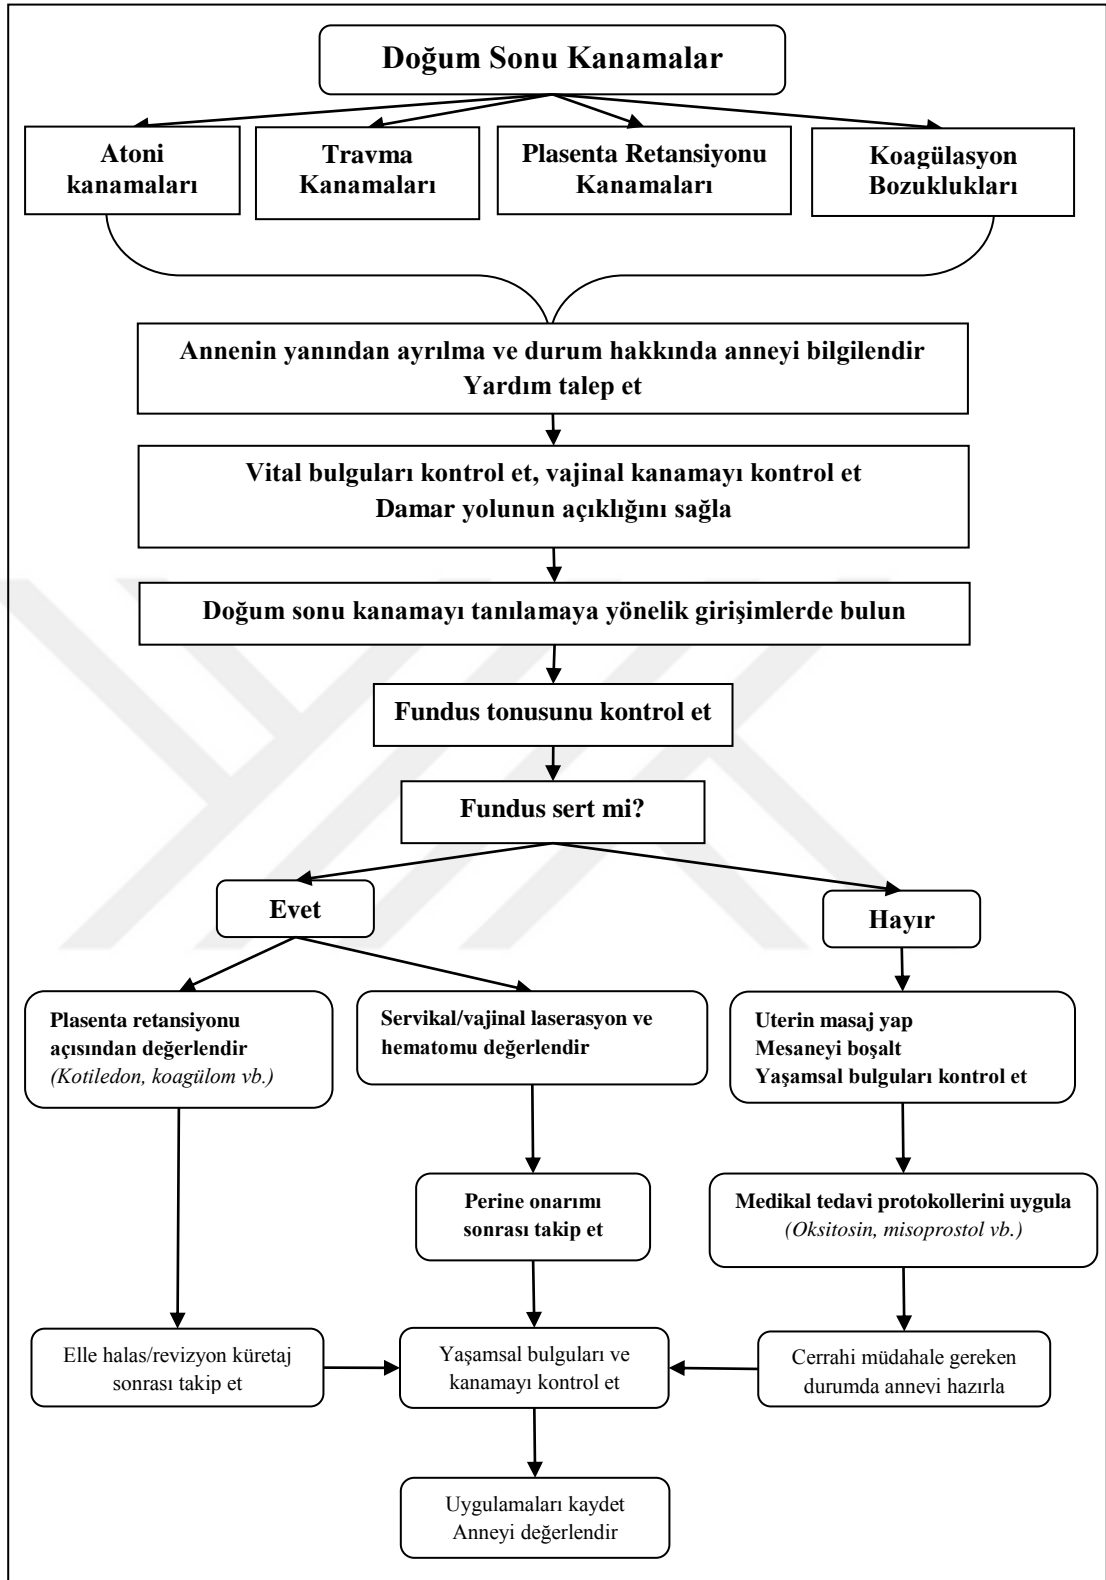 Doğum Sonu Kanamalar
Atoni
kanamaları
Travma
Kanamaları
Plasenta Retansiyonu
Kanamaları
Koagülasyon
Bozuklukları
Annenin yanından ayrılma ve durum hakkında anneyi bilgilendir
Yardım talep et
Vital bulguları kontrol et, vajinal kanamayı kontrol et
Damar yolunun açıklığını sağla
Doğum sonu kanamayı tanılamaya yönelik girişimlerde bulun
Fundus tonusunu kontrol et
Fundus sert mi?
Evet
Hayır
Plasenta retansiyonu
açısından değerlendir
(Kotiledon, koagülom vb.)
Servikal/vajinal laserasyon ve
hematomu değerlendir
Uterin masaj yap
Mesaneyi boşalt
Yaşamsal bulguları kontrol et
Perine onarımı
sonrası takip et
Medikal tedavi protokollerini uygula
(Oksitosin, misoprostol vb.)
Elle halas/revizyon küretaj
sonrası takip et
Yaşamsal bulguları ve
kanamayı kontrol et
Cerrahi müdahale gereken
durumda anneyi hazırla
Uygulamaları kaydet
Anneyi değerlendir